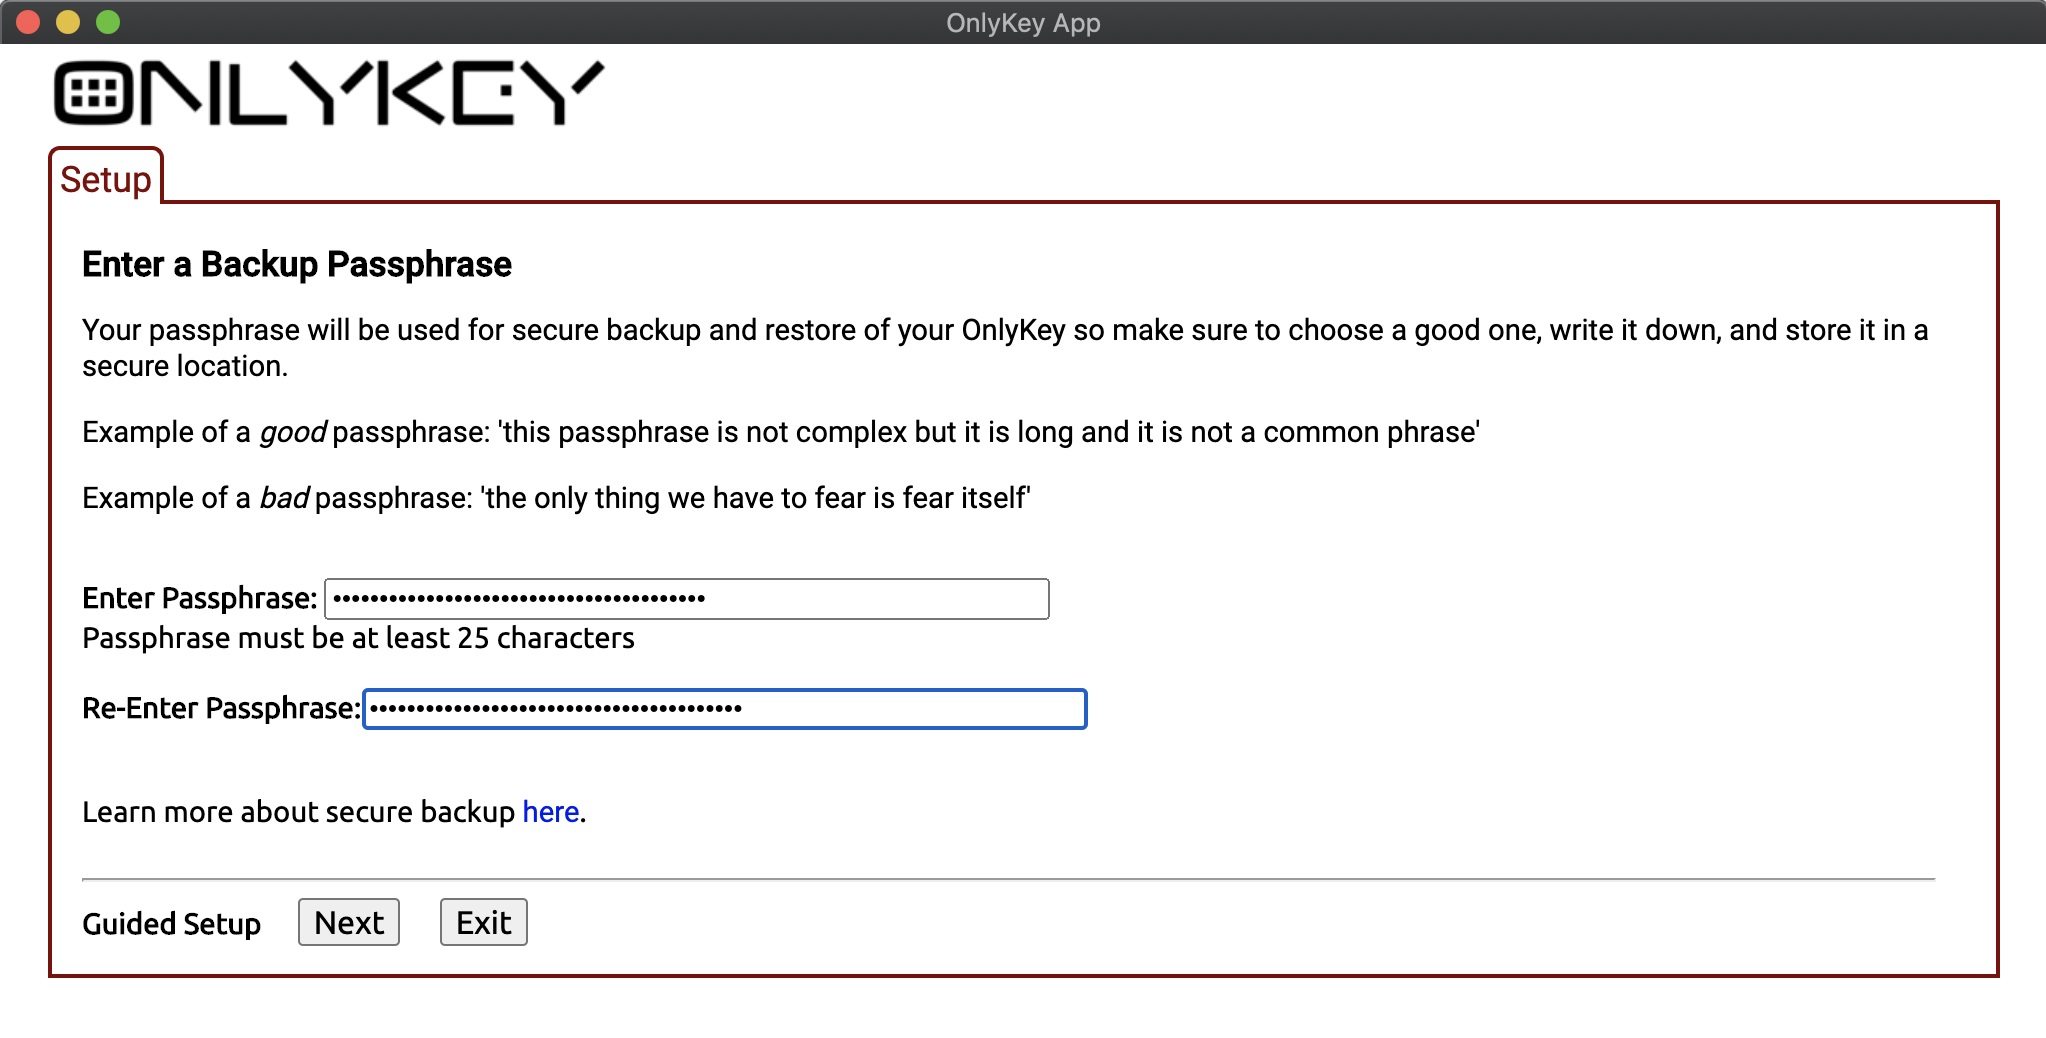 OnlyKey App
ONLYKEY
Setup
Enter a Backup Passphrase
Your passphrase will be used for secure backup and restore of your OnlyKey so make sure to choose a good one, write it down, and store it in a
secure location.
Example of a good passphrase: 'this passphrase is not complex but it is long and it is not a common phrase'
Example of a bad passphrase: 'the only thing we have to fear is fear itself'
Enter Passphrase: ••••••••••••••••••••••••••••••••••••••••
Passphrase must be at least 25 characters
Re-Enter Passphrase: ••••••••••••••••••••••••••••••••••••••••
Learn more about secure backup here.
Guided Setup Next Exit